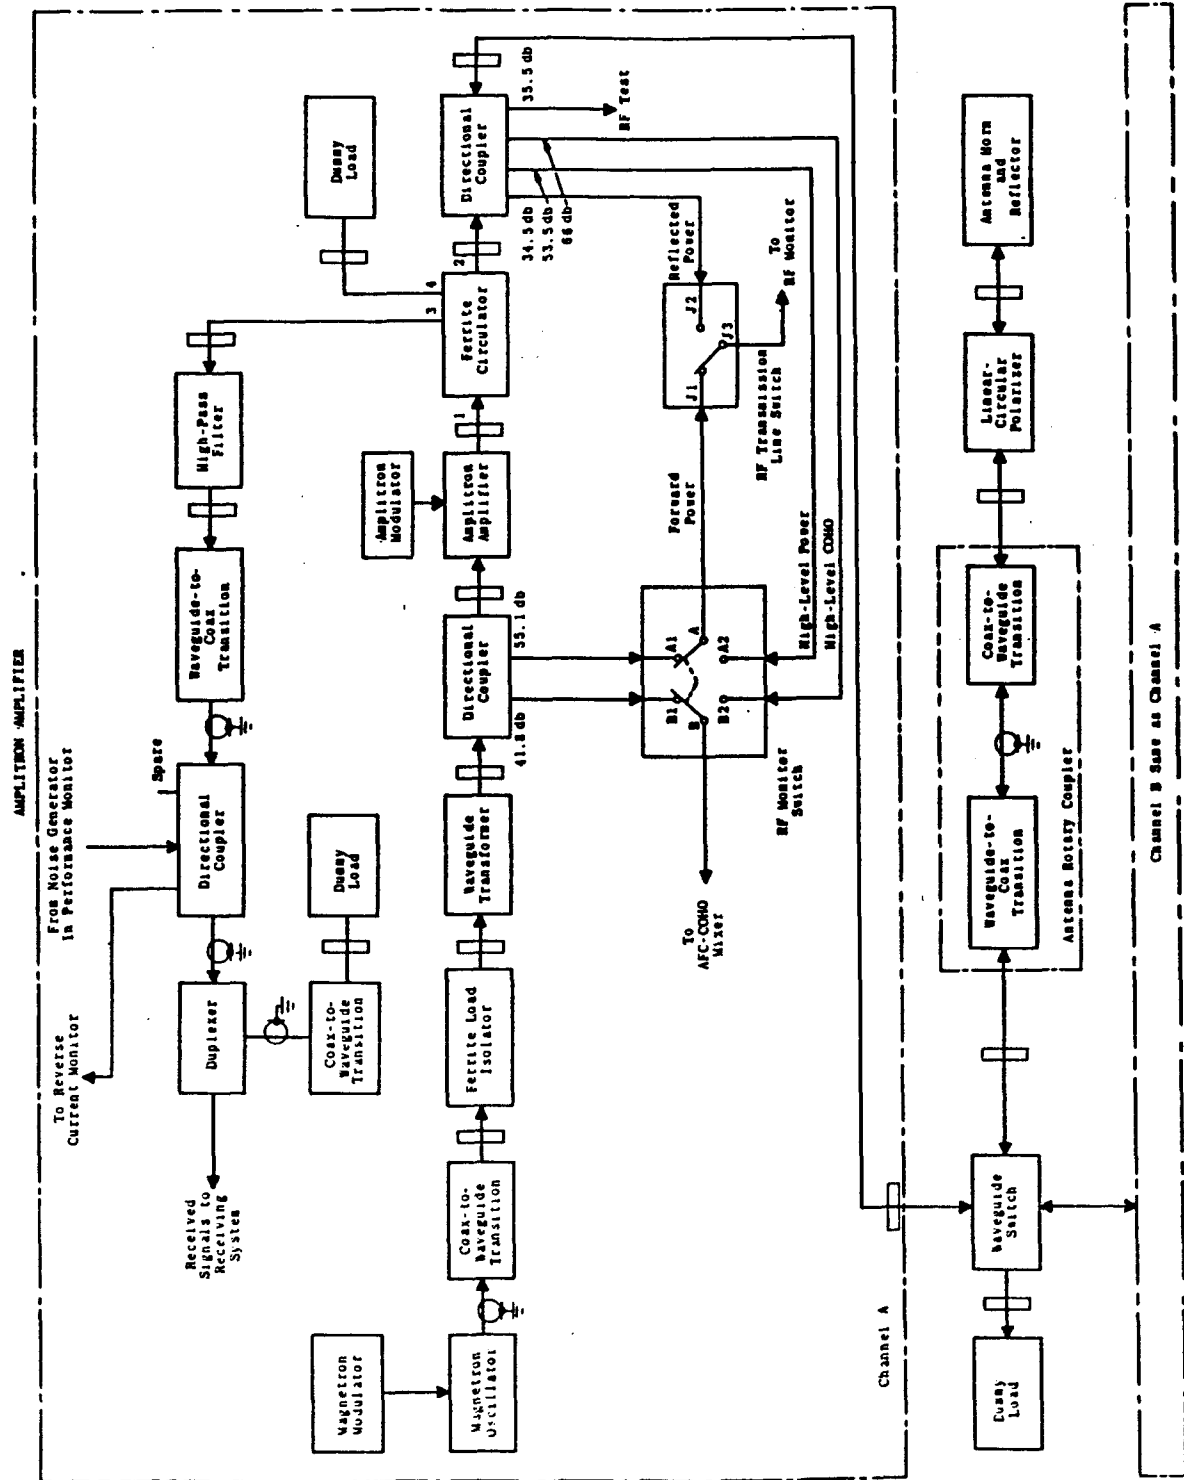 AMPLITRON AMPLIFIER
To Reverse
Current Monitor
From Noise Generator
In Performance Monitor
Spare
Received
Signals to
Receiving
System
Duplexer
Directional
Coupler
Waveguide-to-
Coax
Transition
High-Pass
Filter
Coax-to-
Waveguide
Transition
Dummy
Load
Dummy
Load
3
4
Magnetron
Modulator
Magnetron
Oscillator
Coax-to-
Waveguide
Transition
Ferrite Load
Isolator
Waveguide
Transformer
Directional
Coupler
Amplitron
Modulator
Amplitron
Amplifier
1
Ferrite
Circulator
2
Directional
Coupler
41.8 db
55.1 db
34.5 db
53.5 db
66 db
35.5 db
RF Test
To
AFC-COHO
Mixer
B1
B
B2
A1
A
A2
RF Monitor
Switch
Forward
Power
J1
J2
J3
Reflected
Power
RF Transmission
Line Switch
To
RF Monitor
High-Level Power
High-Level COHO
Channel A
Dummy
Load
Waveguide
Switch
Waveguide-to-
Coax
Transition
Coax-to-
Waveguide
Transition
Antenna Rotary Coupler
Linear-
Circular
Polarizer
Antenna Horn
and
Reflector
Channel B Same as Channel A